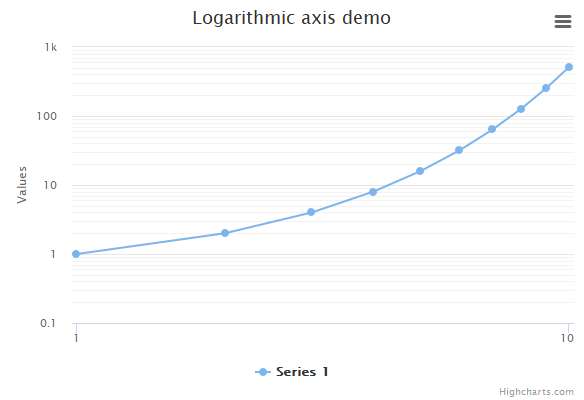 Logarithmic axis demo
1k
100
10
1
0.1
Values
1
10
Series 1
Highcharts.com